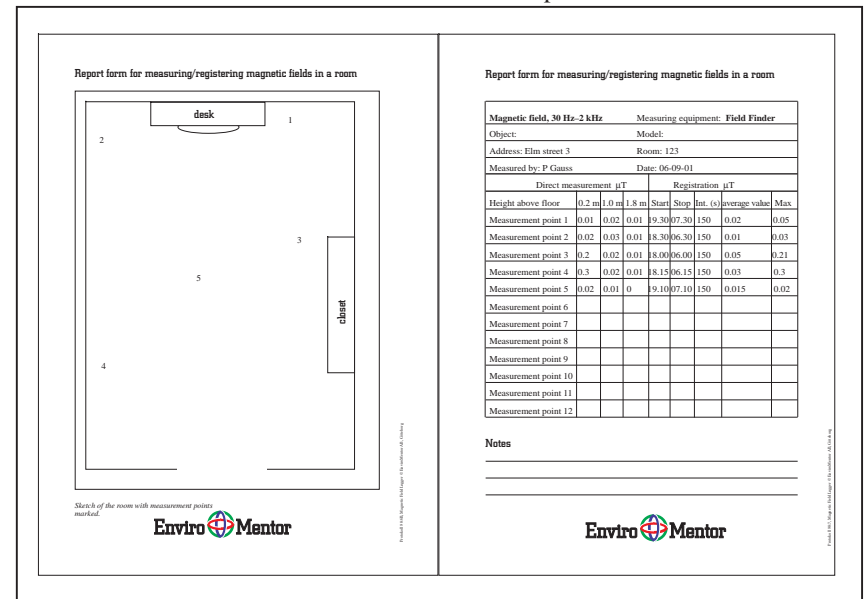 Report form for measuring/registering magnetic fields in a room
desk
1
2
3
5
closet
4
Sketch of the room with measurement points
marked.
Enviro Mentor
Report form for measuring/registering magnetic fields in a room
Magnetic field, 30 Hz–2 kHz Measuring equipment: Field Finder
Object: Model:
Address: Elm street 3 Room: 123
Measured by: P Gauss Date: 06-09-01
Direct measurement µT Registration µT
Height above floor 0.2 m 1.0 m 1.8 m Start Stop Int. (s) average value Max
Measurement point 1 0.01 0.02 0.01 19.30 07.30 150 0.02 0.05
Measurement point 2 0.02 0.03 0.01 18.30 06.30 150 0.01 0.03
Measurement point 3 0.2 0.02 0.01 18.00 06.00 150 0.05 0.21
Measurement point 4 0.3 0.02 0.01 18.15 06.15 150 0.03 0.3
Measurement point 5 0.02 0.01 0 19.10 07.10 150 0.015 0.02
Measurement point 6
Measurement point 7
Measurement point 8
Measurement point 9
Measurement point 10
Measurement point 11
Measurement point 12
Notes
Enviro Mentor